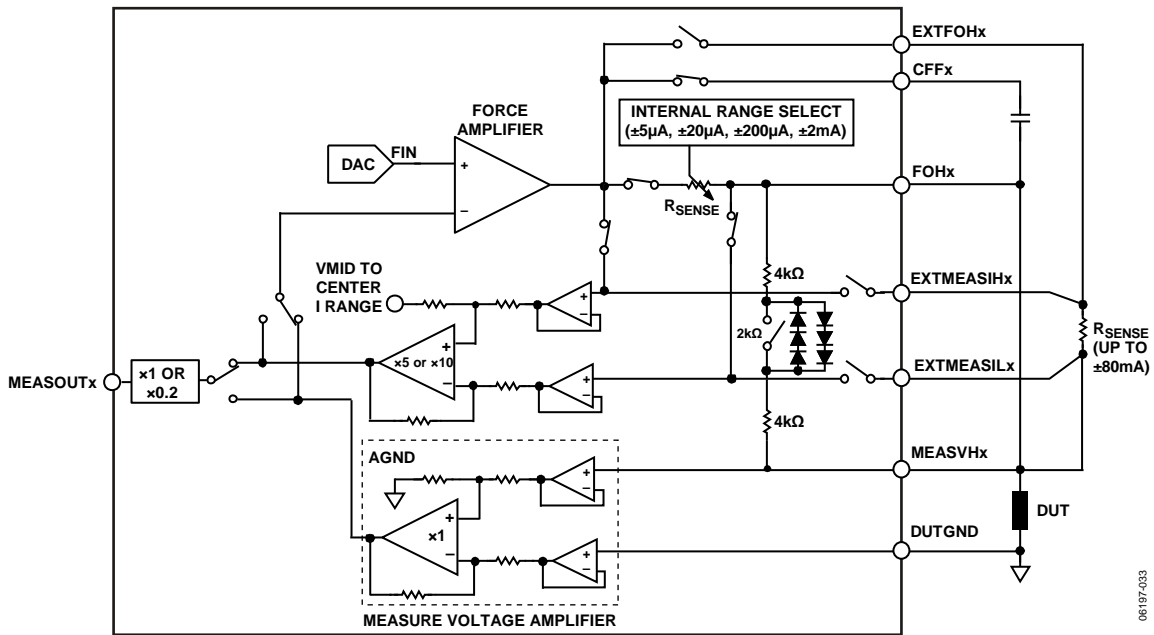 EXTFOHx
CFFx
INTERNAL RANGE SELECT
(±5µA, ±20µA, ±200µA, ±2mA)
FORCE
AMPLIFIER
DAC
FIN
+
−
FOHx
RSENSE
4kΩ
VMID TO
CENTER
I RANGE
+
−
EXTMEASIHx
2kΩ
RSENSE
(UP TO
±80mA)
+
×5 or ×10
−
×1 OR
×0.2
MEASOUTx
+
−
EXTMEASILx
4kΩ
AGND
+
−
MEASVHx
+
×1
−
DUT
+
−
DUTGND
MEASURE VOLTAGE AMPLIFIER
06197-033